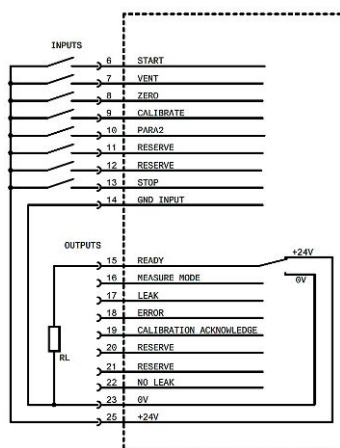 INPUTS
6 START
7 VENT
8 ZERO
9 CALIBRATE
10 PARA2
11 RESERVE
12 RESERVE
13 STOP
14 GND INPUT
OUTPUTS
+24V
15 READY
0V
16 MEASURE MODE
17 LEAK
18 ERROR
19 CALIBRATION ACKNOWLEDGE
20 RESERVE
RL
21 RESERVE
22 NO LEAK
23 0V
25 +24V